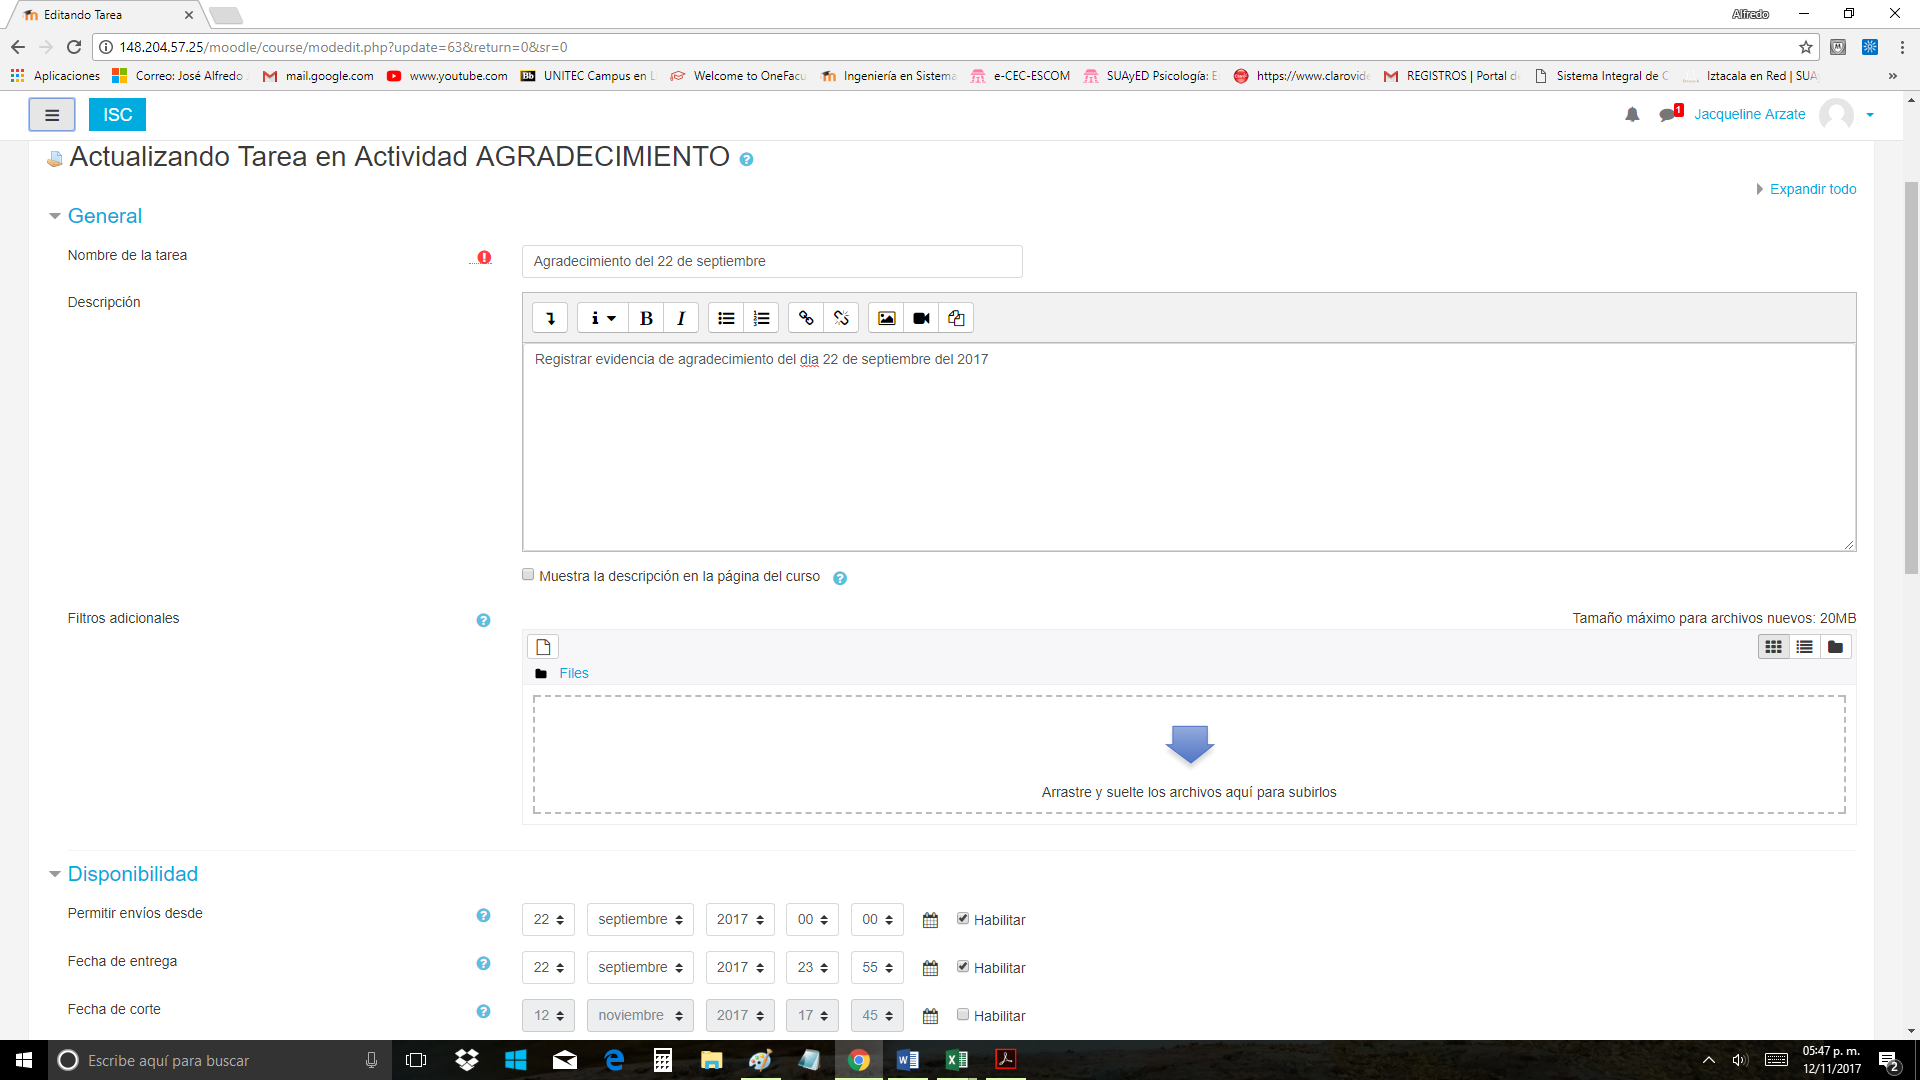 Editando Tarea
Alfredo
148.204.57.25/moodle/course/modedit.php?update=63&return=0&sr=0
Aplicaciones Correo: José Alfredo mail.google.com www.youtube.com Bb UNITEC Campus en L Welcome to OneFacu Ingeniería en Sistema e-CEC-ESCOM SUAyED Psicología: E https://www.clarovide REGISTROS | Portal de Sistema Integral de C Iztacala en Red | SUA »
ISC 1 Jacqueline Arzate
Actualizando Tarea en Actividad AGRADECIMIENTO
Expandir todo
General
Nombre de la tarea Agradecimiento del 22 de septiembre
Descripción
B I
Registrar evidencia de agradecimiento del dia 22 de septiembre del 2017
Muestra la descripción en la página del curso
Filtros adicionales Tamaño máximo para archivos nuevos: 20MB
Files
Arrastre y suelte los archivos aquí para subirlos
Disponibilidad
Permitir envíos desde 22 septiembre 2017 00 00 Habilitar
Fecha de entrega 22 septiembre 2017 23 55 Habilitar
Fecha de corte 12 noviembre 2017 17 45 Habilitar
Escribe aquí para buscar
05:47 p. m.
12/11/2017
2